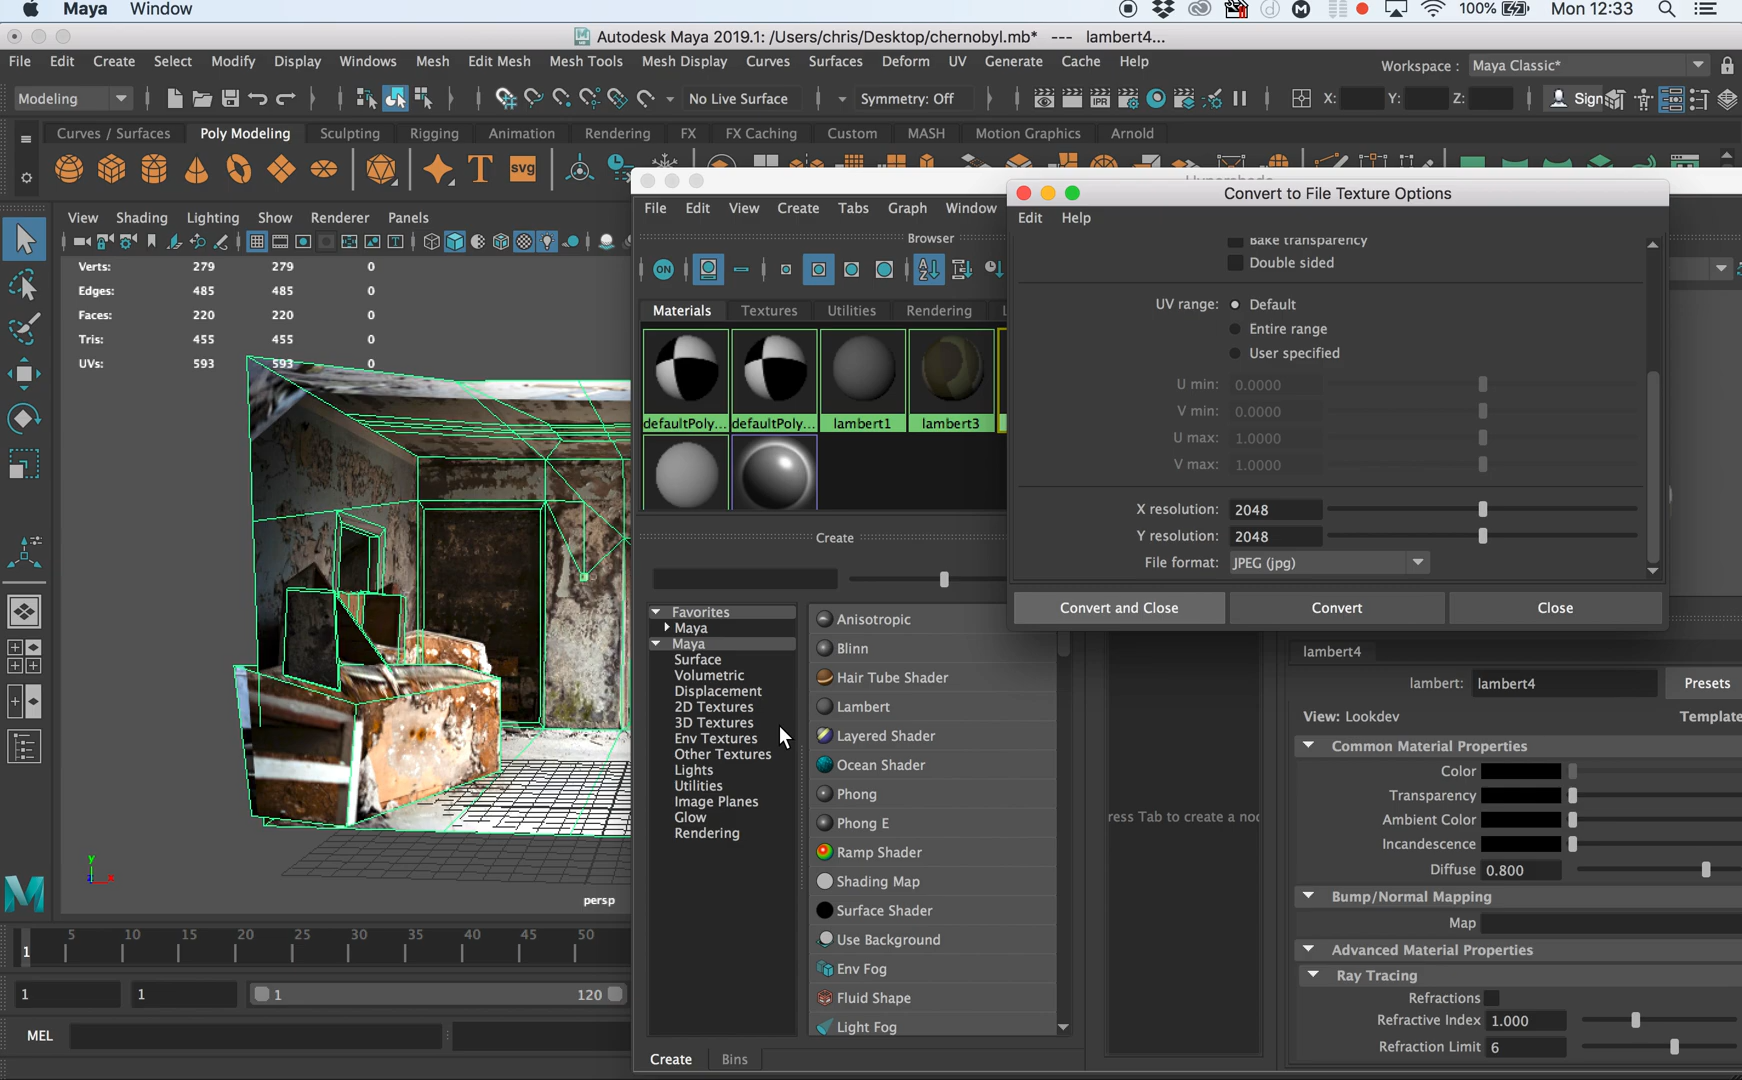 Maya Window 100% Mon 12:33
Autodesk Maya 2019.1: /Users/chris/Desktop/chernobyl.mb* --- lambert4...
File Edit Create Select Modify Display Windows Mesh Edit Mesh Mesh Tools Mesh Display Curves Surfaces Deform UV Generate Cache Help Workspace : Maya Classic*
Modeling No Live Surface Symmetry: Off IPR X: Y: Z: Sign
Curves / Surfaces Poly Modeling Sculpting Rigging Animation Rendering FX FX Caching Custom MASH Motion Graphics Arnold
T svg
View Shading Lighting Show Renderer Panels
Verts: 279 279 0
Edges: 485 485 0
Faces: 220 220 0
Tris: 455 455 0
UVs: 593 593 0
persp
File Edit View Create Tabs Graph Window
Browser
ON
Materials Textures Utilities Rendering
defaultPoly... defaultPoly... lambert1 lambert3
Create
Favorites
Maya
Maya
Surface
Volumetric
Displacement
2D Textures
3D Textures
Env Textures
Other Textures
Lights
Utilities
Image Planes
Glow
Rendering
Anisotropic
Blinn
Hair Tube Shader
Lambert
Layered Shader
Ocean Shader
Phong
Phong E
Ramp Shader
Shading Map
Surface Shader
Use Background
Env Fog
Fluid Shape
Light Fog
Create Bins
Convert to File Texture Options
Edit Help
Bake transparency
Double sided
UV range: Default
Entire range
User specified
U min: 0.0000
V min: 0.0000
U max: 1.0000
V max: 1.0000
X resolution: 2048
Y resolution: 2048
File format: JPEG (jpg)
Convert and Close Convert Close
ress Tab to create a no
lambert4
lambert: lambert4 Presets
View: Lookdev Template
Common Material Properties
Color
Transparency
Ambient Color
Incandescence
Diffuse 0.800
Bump/Normal Mapping
Map
Advanced Material Properties
Ray Tracing
Refractions
Refractive Index 1.000
Refraction Limit 6
1 5 10 15 20 25 30 35 40 45 50
1 1 1 120
MEL